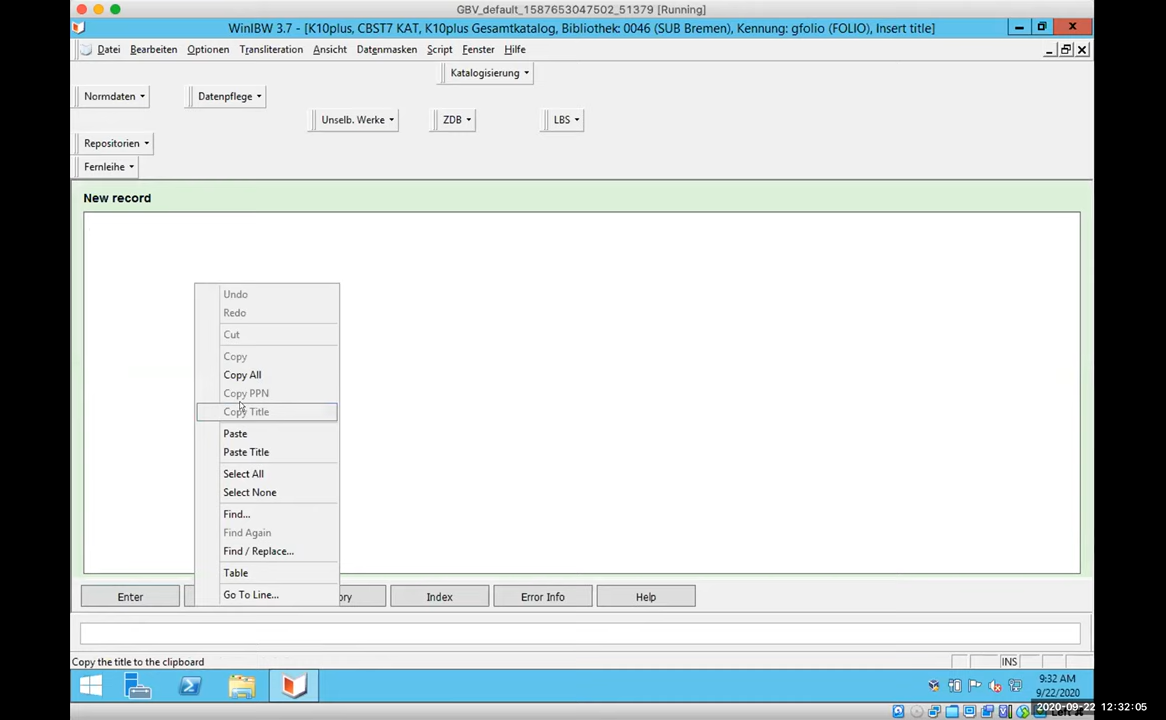 GBV_default_1587653047502_51379 [Running]
WinIBW 3.7 - [K10plus, CBST7 KAT, K10plus Gesamtkatalog, Bibliothek: 0046 (SUB Bremen), Kennung: gfolio (FOLIO), Insert title]
Datei Bearbeiten Optionen Transliteration Ansicht Datenmasken Script Fenster Hilfe
Katalogisierung
Normdaten Datenpflege
Unselb. Werke ZDB LBS
Repositorien
Fernleihe
New record
Undo
Redo
Cut
Copy
Copy All
Copy PPN
Copy Title
Paste
Paste Title
Select All
Select None
Find...
Find Again
Find / Replace...
Table
Go To Line...
Enter ory Index Error Info Help
Copy the title to the clipboard INS
9:32 AM
9/22/2020
2020-09-22 12:32:05